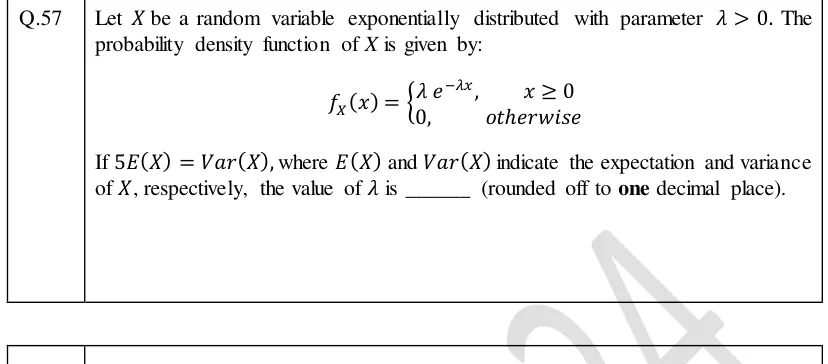 Q.57
Let X be a random variable exponentially distributed with parameter λ > 0. The
probability density function of X is given by:
f_X(x) = {λ e^{−λx}, x ≥ 0
0, otherwise
If 5E(X) = Var(X), where E(X) and Var(X) indicate the expectation and variance
of X, respectively, the value of λ is ______ (rounded off to one decimal place).
24